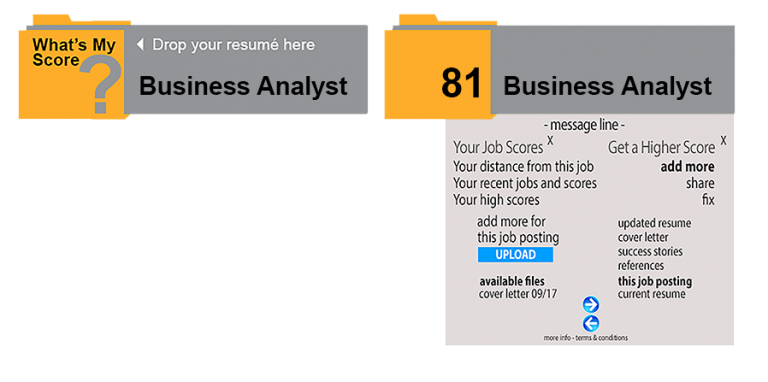 What's My
Score
?
Drop your resumé here
Business Analyst
81
Business Analyst
- message line -
Your Job Scores X
Get a Higher Score X
Your distance from this job
add more
Your recent jobs and scores
share
Your high scores
fix
add more for
this job posting
UPLOAD
updated resume
cover letter
success stories
references
available files
cover letter 09/17
this job posting
current resume
more info - terms & conditions